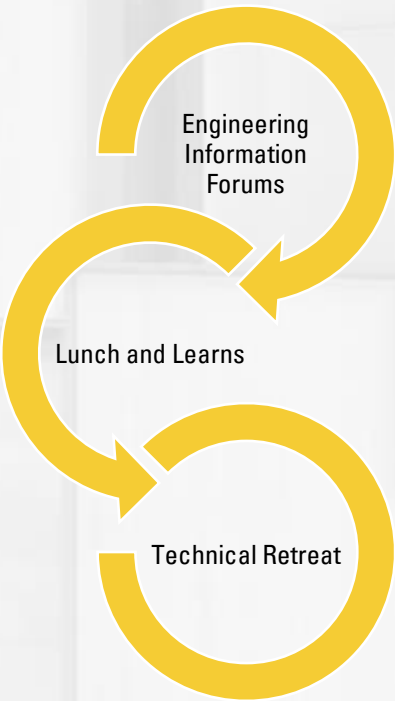 Engineering
Information
Forums
Lunch and Learns
Technical Retreat